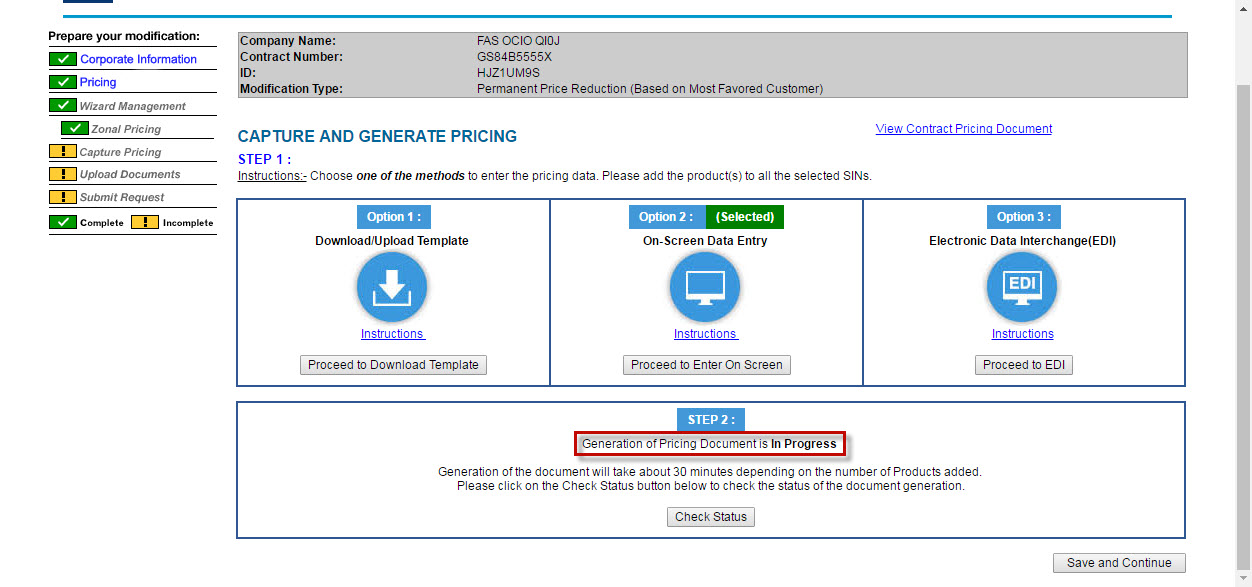 Prepare your modification:
Corporate Information
Pricing
Wizard Management
Zonal Pricing
Capture Pricing
Upload Documents
Submit Request
Complete ! Incomplete
Company Name: FAS OCIO QI0J
Contract Number: GS84B5555X
ID: HJZ1UM9S
Modification Type: Permanent Price Reduction (Based on Most Favored Customer)
CAPTURE AND GENERATE PRICING
View Contract Pricing Document
STEP 1 :
Instructions:- Choose one of the methods to enter the pricing data. Please add the product(s) to all the selected SINs.
Option 1 :
Download/Upload Template
Instructions
Proceed to Download Template
Option 2 : (Selected)
On-Screen Data Entry
Instructions
Proceed to Enter On Screen
Option 3 :
Electronic Data Interchange(EDI)
EDI
Instructions
Proceed to EDI
STEP 2 :
Generation of Pricing Document is In Progress
Generation of the document will take about 30 minutes depending on the number of Products added.
Please click on the Check Status button below to check the status of the document generation.
Check Status
Save and Continue